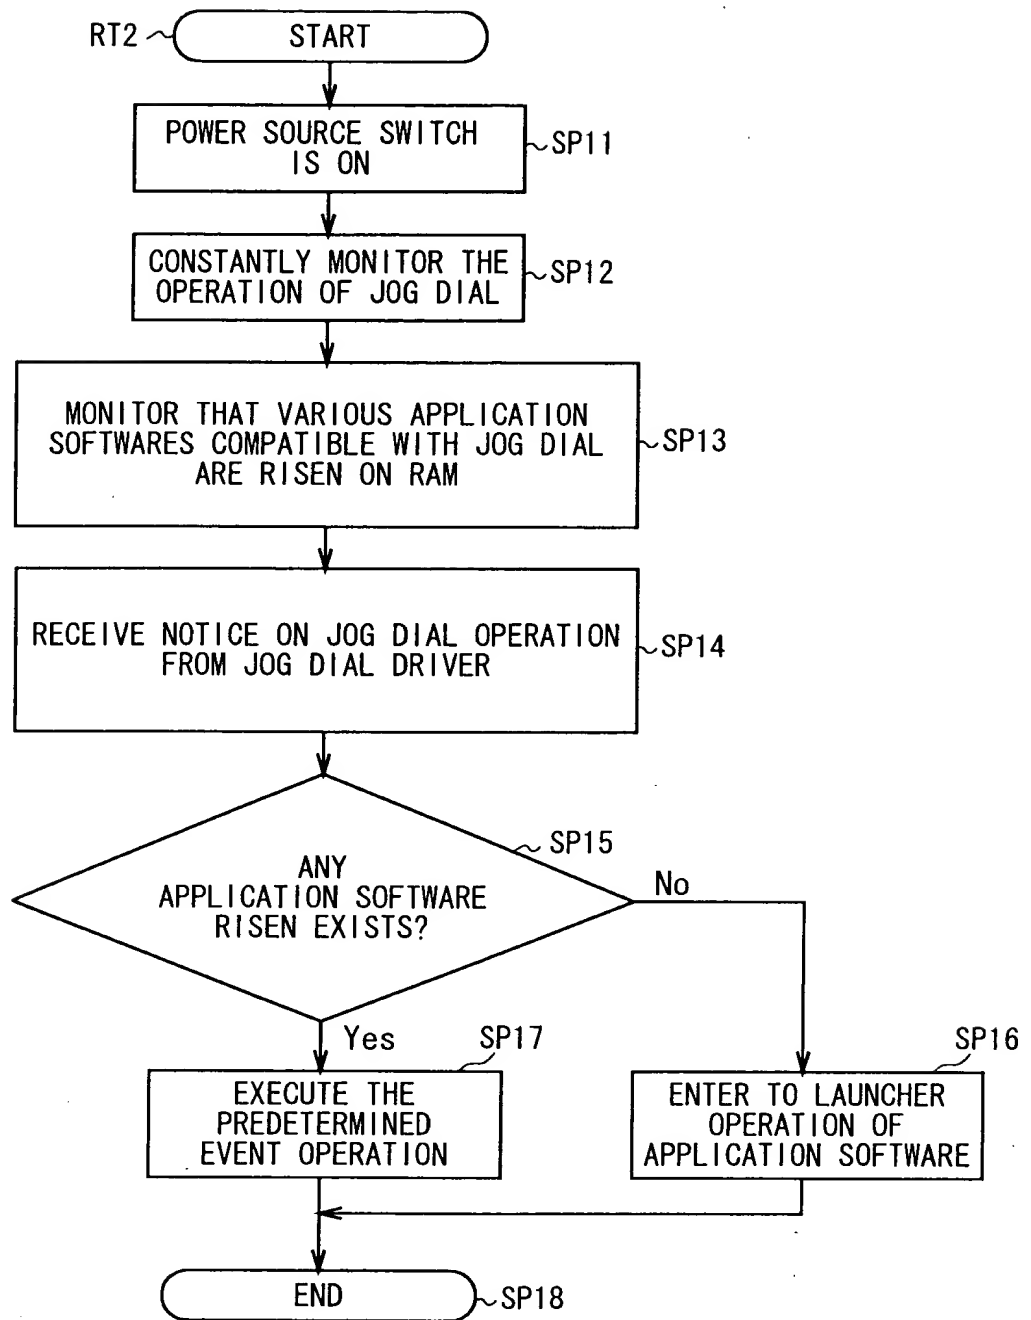 RT2
START
POWER SOURCE SWITCH
IS ON
SP11
CONSTANTLY MONITOR THE
OPERATION OF JOG DIAL
SP12
MONITOR THAT VARIOUS APPLICATION
SOFTWARES COMPATIBLE WITH JOG DIAL
ARE RISEN ON RAM
SP13
RECEIVE NOTICE ON JOG DIAL OPERATION
FROM JOG DIAL DRIVER
SP14
SP15
ANY
APPLICATION SOFTWARE
RISEN EXISTS?
No
Yes
SP17
EXECUTE THE
PREDETERMINED
EVENT OPERATION
SP16
ENTER TO LAUNCHER
OPERATION OF
APPLICATION SOFTWARE
END
SP18